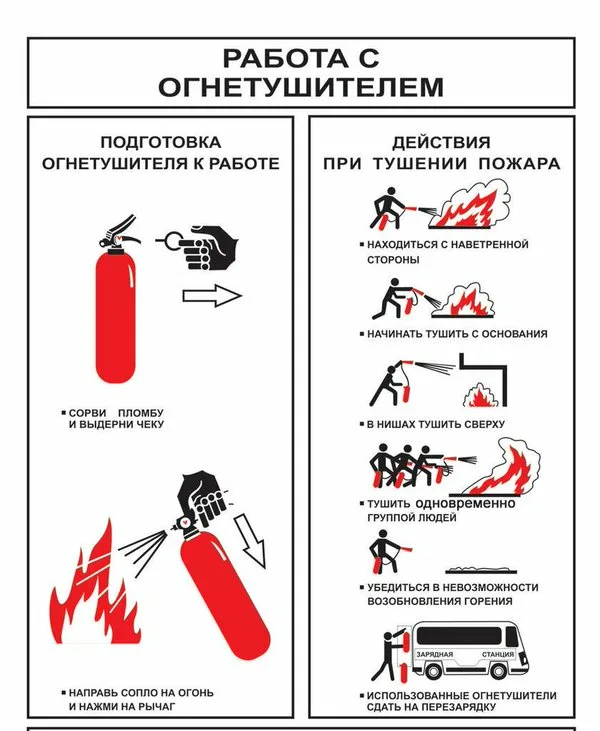 РАБОТА С
ОГНЕТУШИТЕЛЕМ
ПОДГОТОВКА
ОГНЕТУШИТЕЛЯ К РАБОТЕ
▪ СОРВИ ПЛОМБУ
И ВЫДЕРНИ ЧЕКУ
▪ НАПРАВЬ СОПЛО НА ОГОНЬ
И НАЖМИ НА РЫЧАГ
ДЕЙСТВИЯ
ПРИ ТУШЕНИИ ПОЖАРА
▪ НАХОДИТЬСЯ С НАВЕТРЕННОЙ
СТОРОНЫ
▪ НАЧИНАТЬ ТУШИТЬ С ОСНОВАНИЯ
▪ В НИШАХ ТУШИТЬ СВЕРХУ
▪ ТУШИТЬ одновременно
ГРУППОЙ ЛЮДЕЙ
▪ УБЕДИТЬСЯ В НЕВОЗМОЖНОСТИ
ВОЗОБНОВЛЕНИЯ ГОРЕНИЯ
ЗАРЯДНАЯ СТАНЦИЯ
▪ ИСПОЛЬЗОВАННЫЕ ОГНЕТУШИТЕЛИ
СДАТЬ НА ПЕРЕЗАРЯДКУ